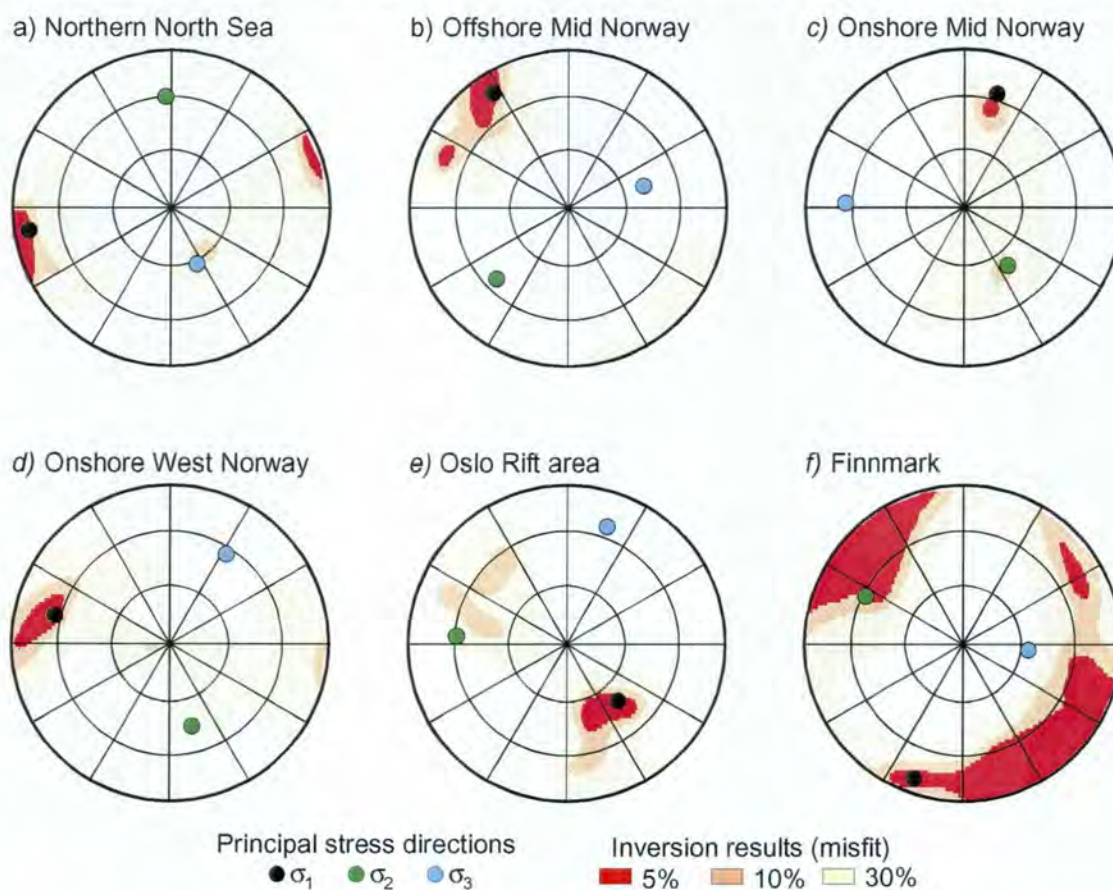 a) Northern North Sea
b) Offshore Mid Norway
c) Onshore Mid Norway
d) Onshore West Norway
e) Oslo Rift area
f) Finnmark
Principal stress directions
Inversion results (misfit)
σ1 σ2 σ3
5% 10% 30%